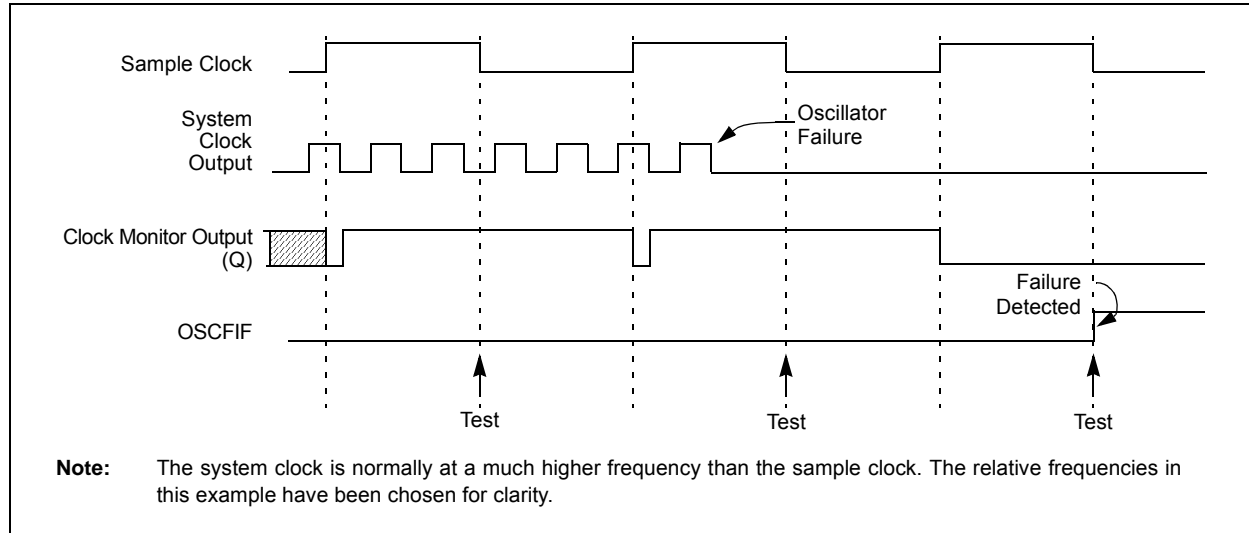 Sample Clock
System
Clock
Output
Oscillator
Failure
Clock Monitor Output
(Q)
Failure
Detected
OSCFIF
Test
Test
Test
Note: The system clock is normally at a much higher frequency than the sample clock. The relative frequencies in
this example have been chosen for clarity.